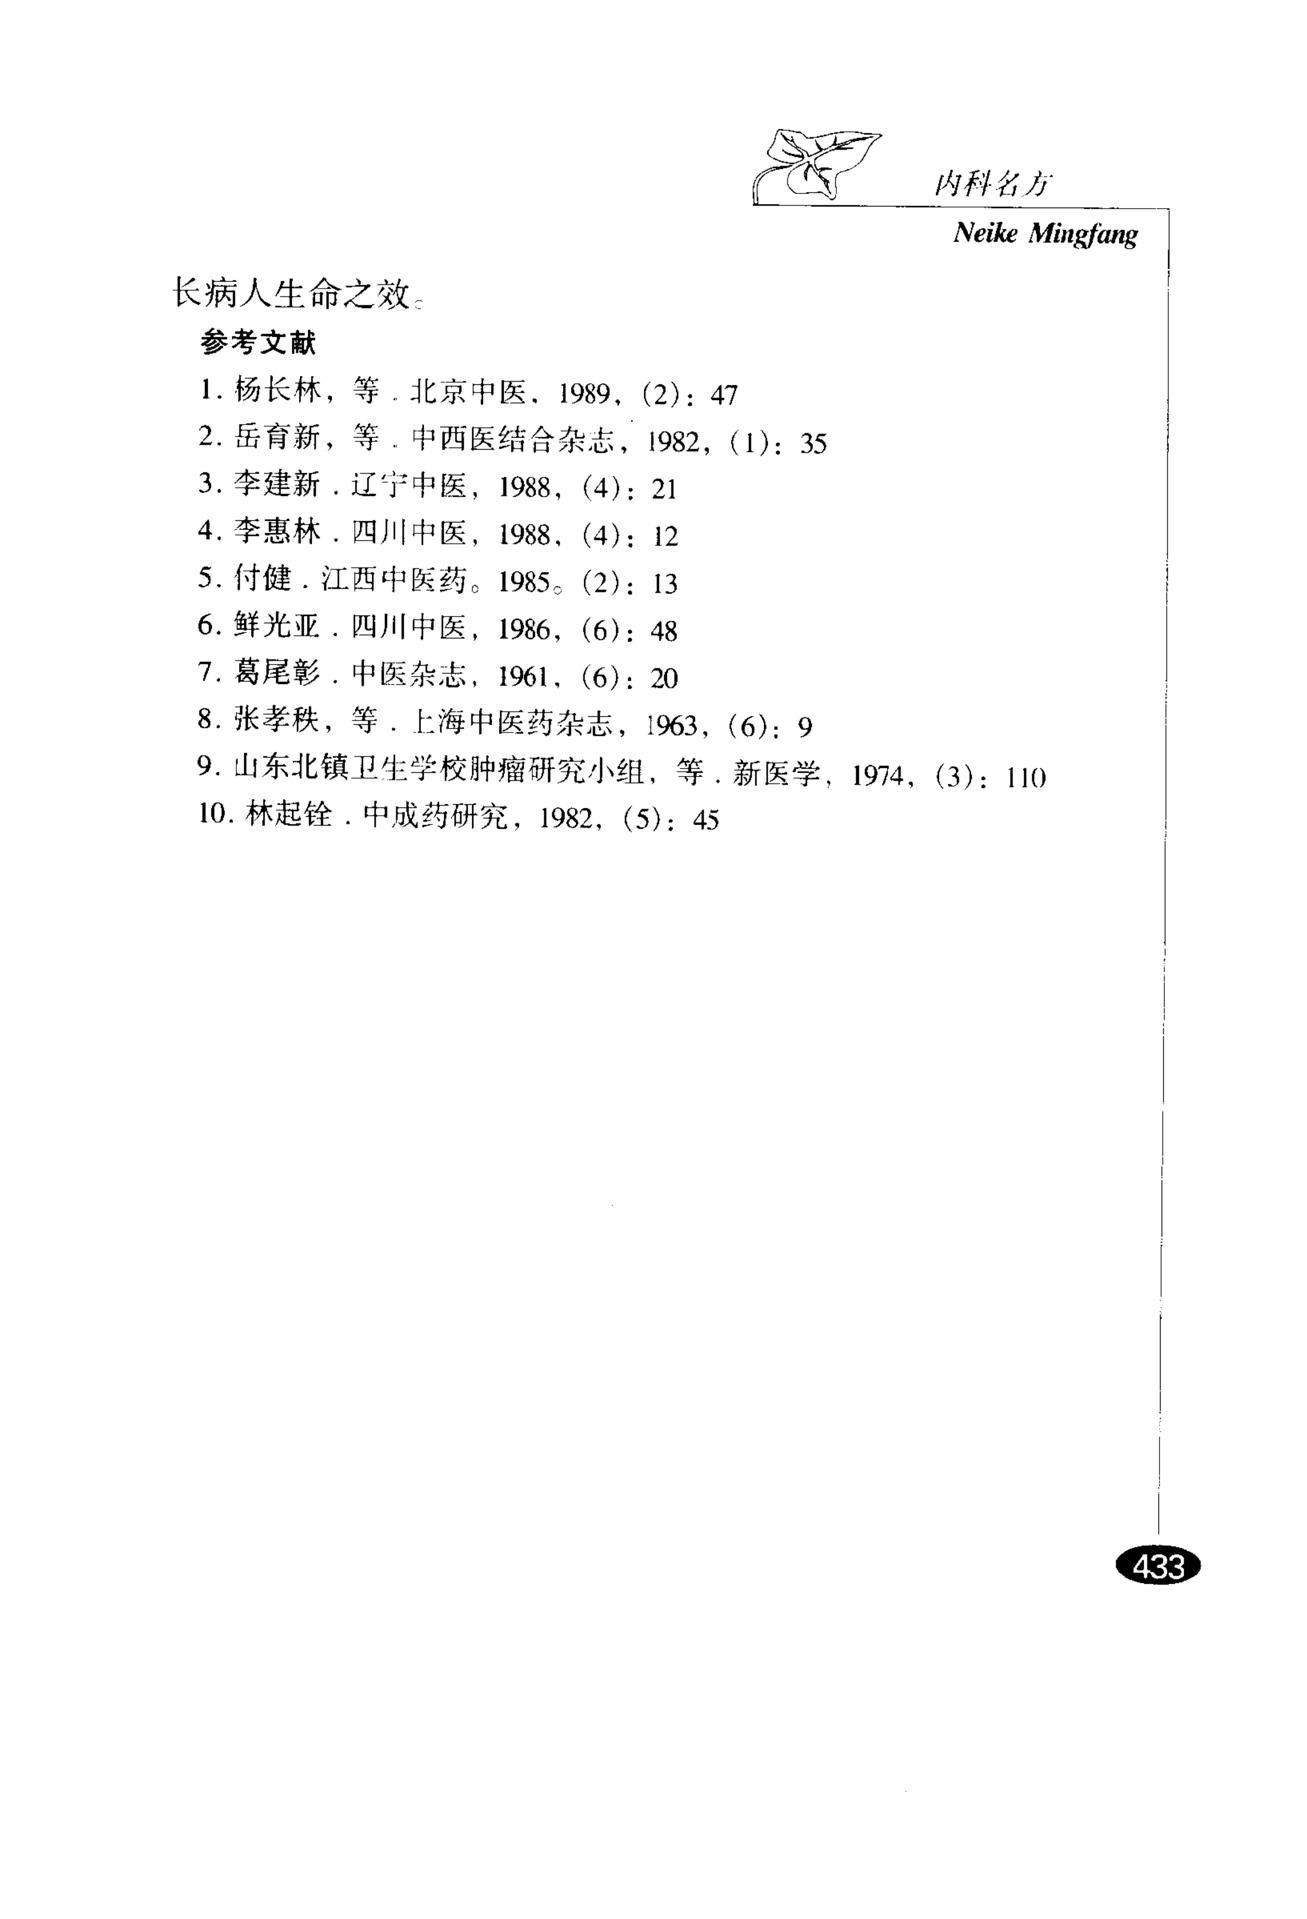 内科名方
Neike Mingfang
长病人生命之效。
参考文献
1. 杨长林，等．北京中医，1989，(2)：47
2. 岳育新，等．中西医结合杂志，1982，(1)：35
3. 李建新．辽宁中医，1988，(4)：21
4. 李惠林．四川中医，1988，(4)：12
5. 付健．江西中医药。1985。(2)：13
6. 鲜光亚．四川中医，1986，(6)：48
7. 葛尾彰．中医杂志，1961，(6)：20
8. 张孝秩，等．上海中医药杂志，1963，(6)：9
9. 山东北镇卫生学校肿瘤研究小组，等．新医学，1974，(3)：110
10. 林起铨．中成药研究，1982，(5)：45
433